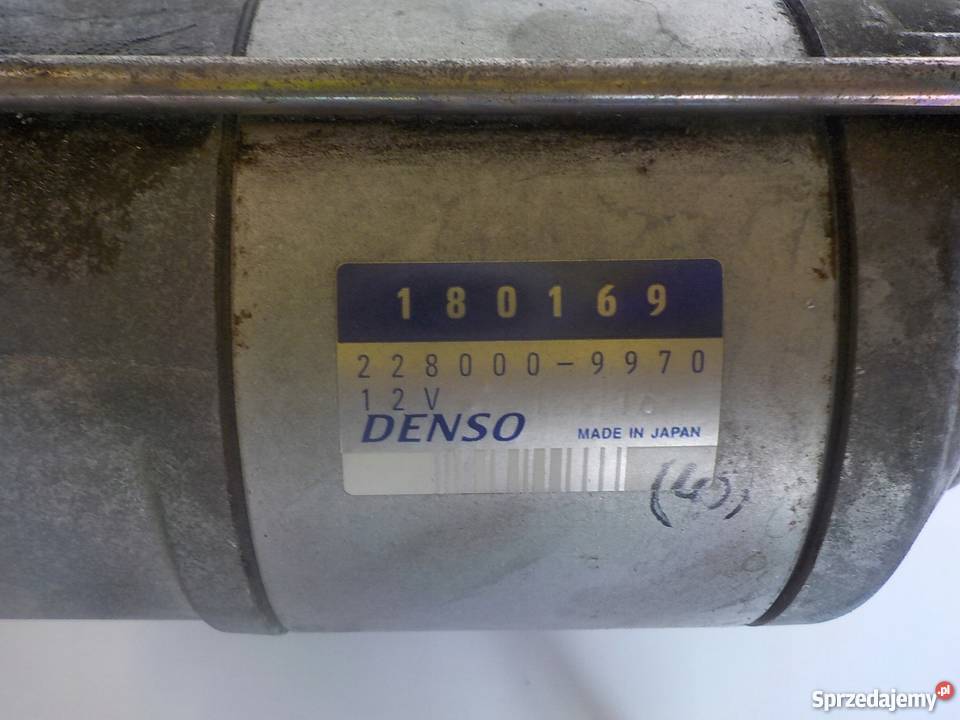 180169
228000-9970
12V
DENSO
MADE IN JAPAN
(40)
Sprzedajemy.pl